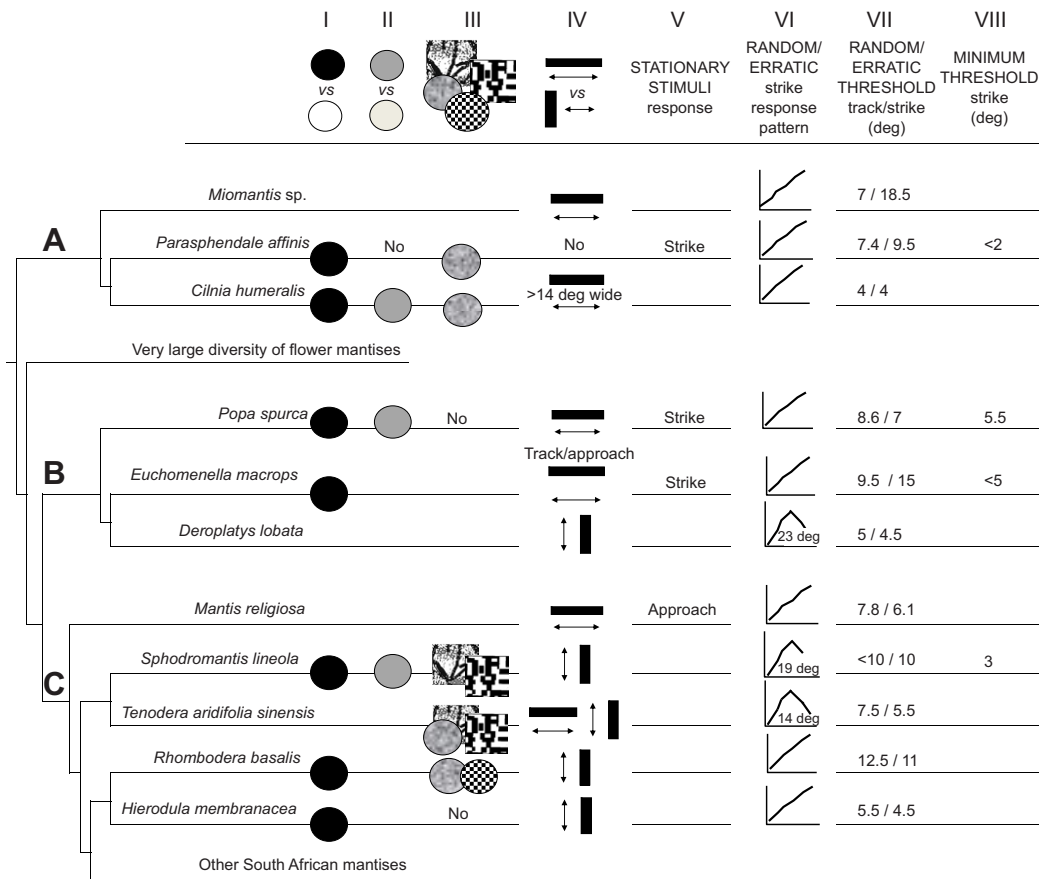 I II III IV V VI VII VIII
vs
vs
vs
STATIONARY
STIMULI
response
RANDOM/
ERRATIC
strike
response
pattern
RANDOM/
ERRATIC
THRESHOLD
track/strike
(deg)
MINIMUM
THRESHOLD
strike
(deg)
A
Miomantis sp. 7 / 18.5
Parasphendale affinis No No Strike 7.4 / 9.5 <2
Cilnia humeralis >14 deg wide 4 / 4
Very large diversity of flower mantises
B
Popa spurca No Strike 8.6 / 7 5.5
Track/approach
Euchomenella macrops Strike 9.5 / 15 <5
Deroplatys lobata 23 deg 5 / 4.5
C
Mantis religiosa Approach 7.8 / 6.1
Sphodromantis lineola 19 deg <10 / 10 3
Tenodera aridifolia sinensis 14 deg 7.5 / 5.5
Rhombodera basalis 12.5 / 11
Hierodula membranacea No 5.5 / 4.5
Other South African mantises